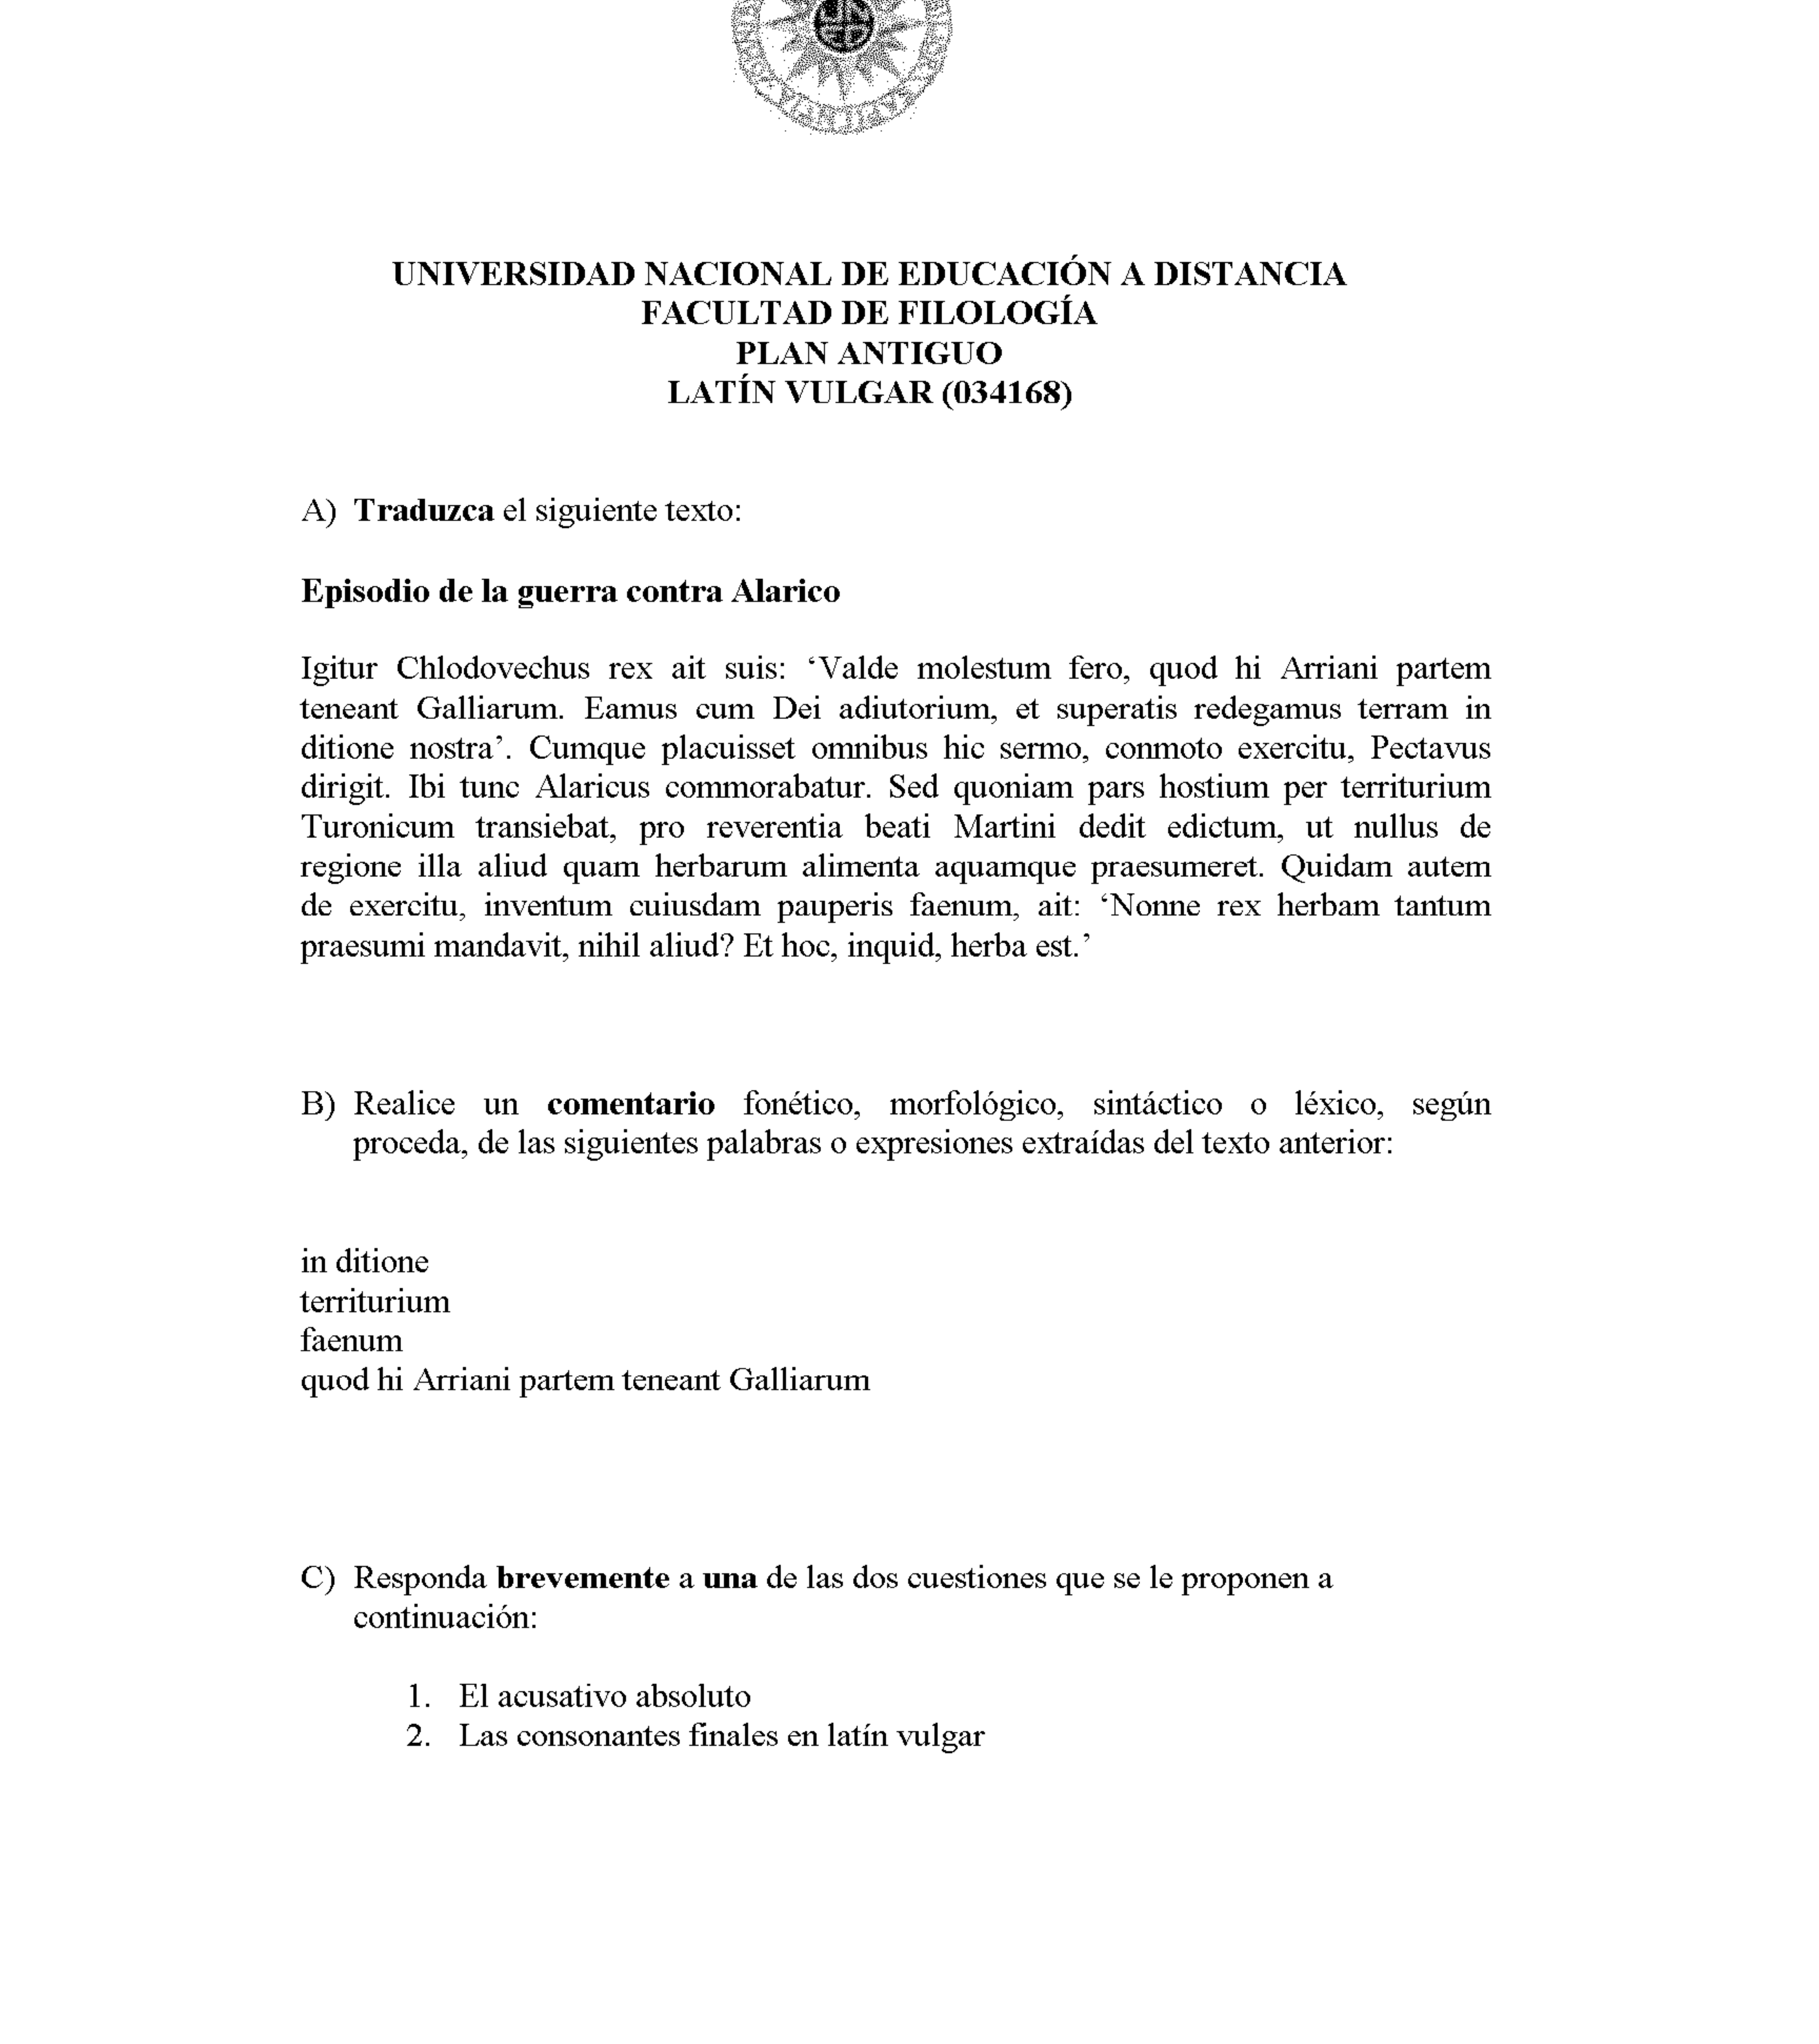 UNIVERSIDAD NACIONAL DE EDUCACIÓN A DISTANCIA
FACULTAD DE FILOLOGÍA
PLAN ANTIGUO
LATÍN VULGAR (034168)
A) Traduzca el siguiente texto:
Episodio de la guerra contra Alarico
Igitur Chlodovechus rex ait suis: ‘Valde molestum fero, quod hi Arriani partem
teneant Galliarum. Eamus cum Dei adiutorium, et superatis redegamus terram in
ditione nostra’. Cumque placuisset omnibus hic sermo, conmoto exercitu, Pectavus
dirigit. Ibi tunc Alaricus commorabatur. Sed quoniam pars hostium per territurium
Turonicum transiebat, pro reverentia beati Martini dedit edictum, ut nullus de
regione illa aliud quam herbarum alimenta aquamque praesumeret. Quidam autem
de exercitu, inventum cuiusdam pauperis faenum, ait: ‘Nonne rex herbam tantum
praesumi mandavit, nihil aliud? Et hoc, inquid, herba est.’
B) Realice un comentario fonético, morfológico, sintáctico o léxico, según
proceda, de las siguientes palabras o expresiones extraídas del texto anterior:
in ditione
territurium
faenum
quod hi Arriani partem teneant Galliarum
C) Responda brevemente a una de las dos cuestiones que se le proponen a
continuación:
1. El acusativo absoluto
2. Las consonantes finales en latín vulgar